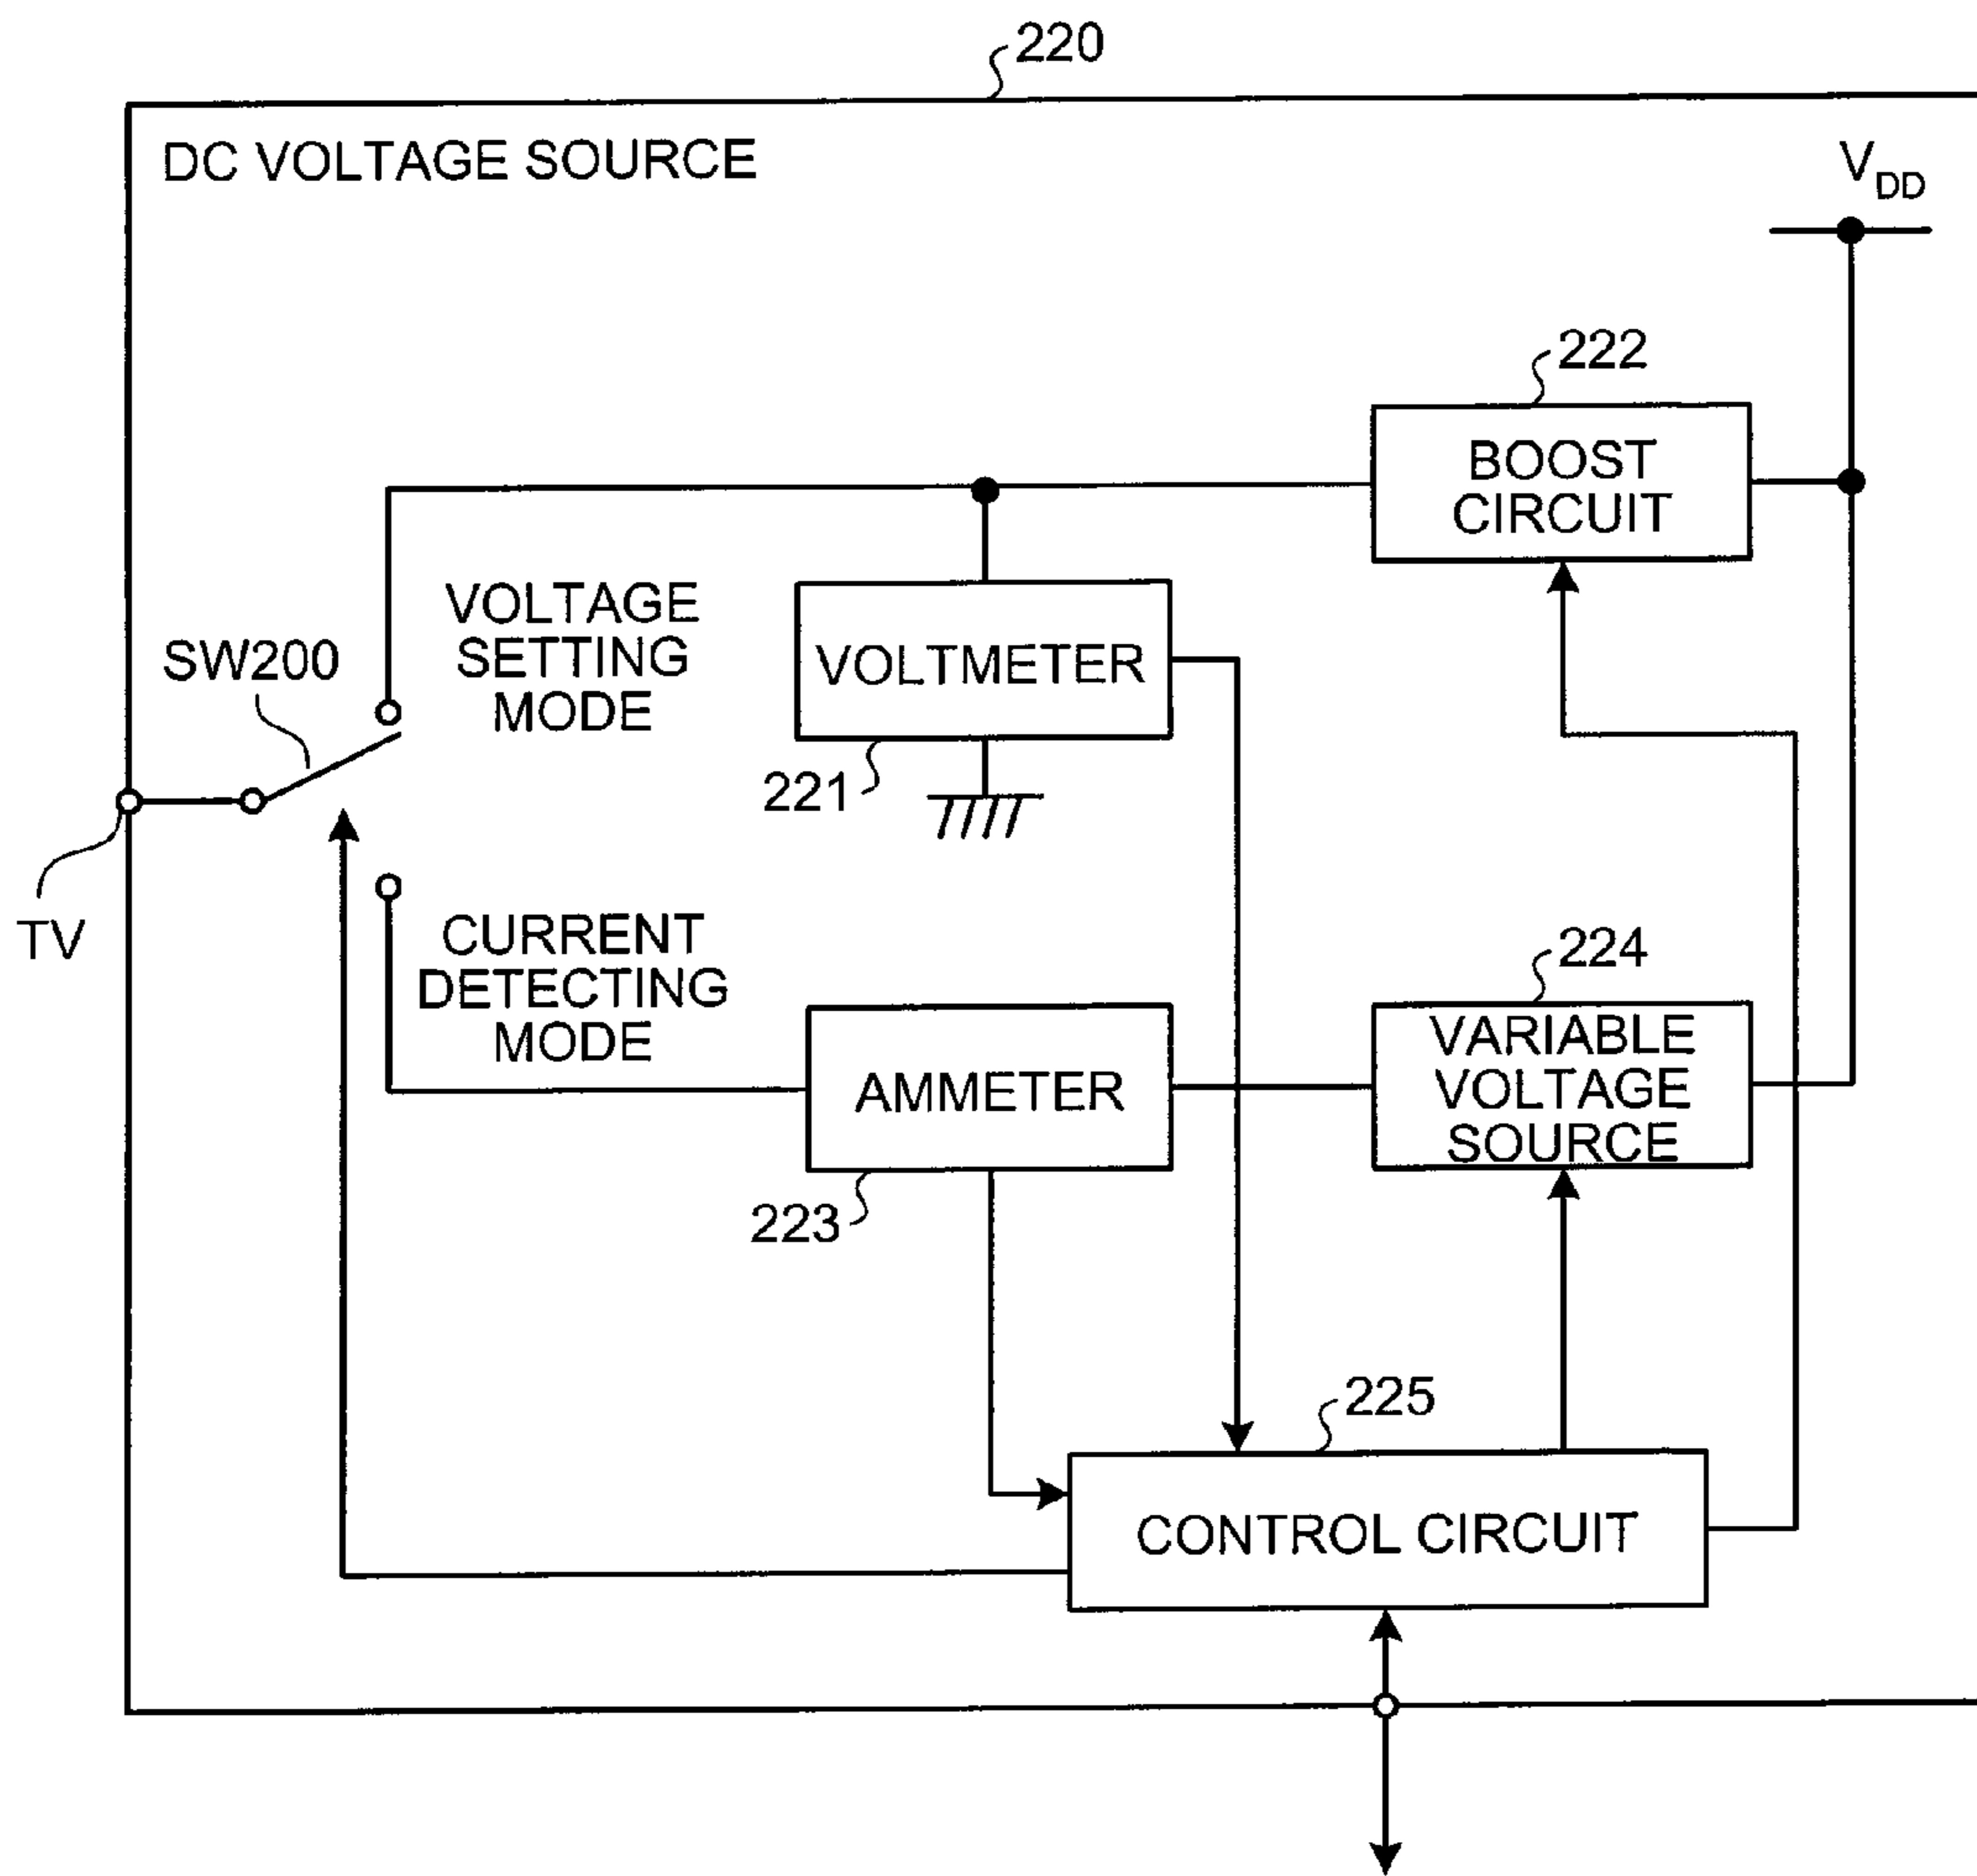 220
DC VOLTAGE SOURCE
VDD
222
BOOST
CIRCUIT
VOLTAGE
SETTING
MODE
SW200
VOLTMETER
221
TV
CURRENT
DETECTING
MODE
224
VARIABLE
VOLTAGE
SOURCE
AMMETER
223
225
CONTROL CIRCUIT